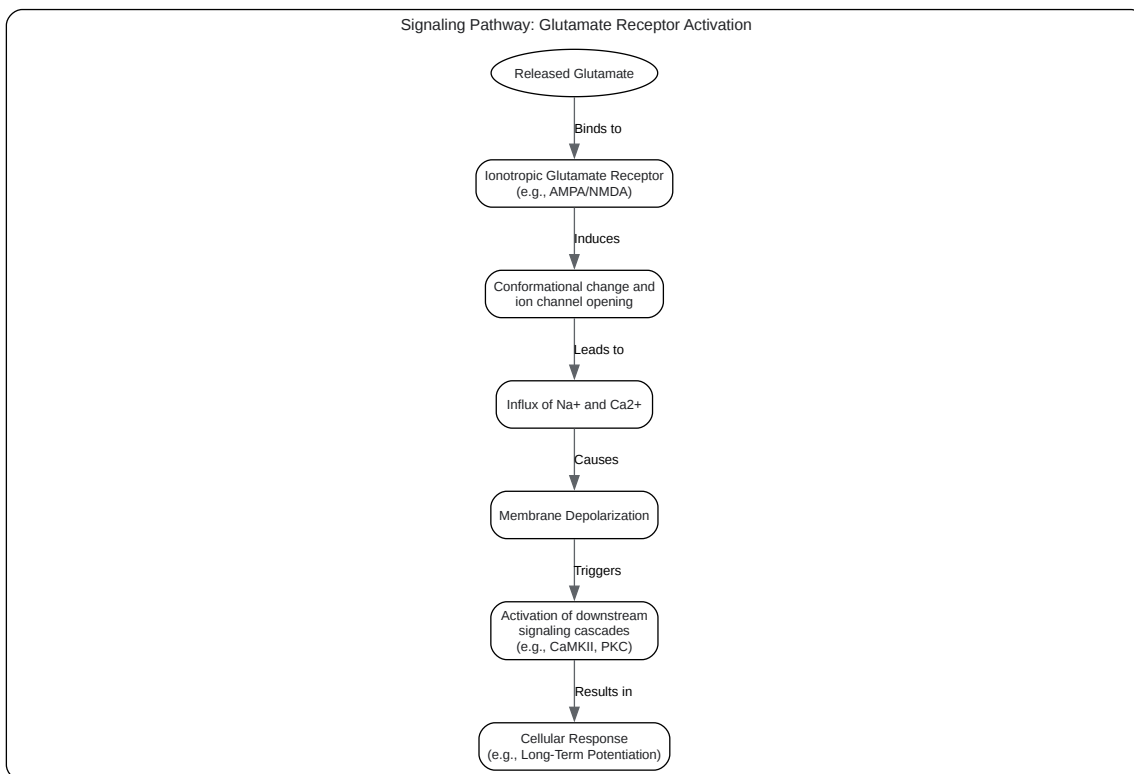 Signaling Pathway: Glutamate Receptor Activation
Released Glutamate
Binds to
Ionotropic Glutamate Receptor
(e.g., AMPA/NMDA)
Induces
Conformational change and
ion channel opening
Leads to
Influx of Na+ and Ca2+
Causes
Membrane Depolarization
Triggers
Activation of downstream
signaling cascades
(e.g., CaMKII, PKC)
Results in
Cellular Response
(e.g., Long-Term Potentiation)